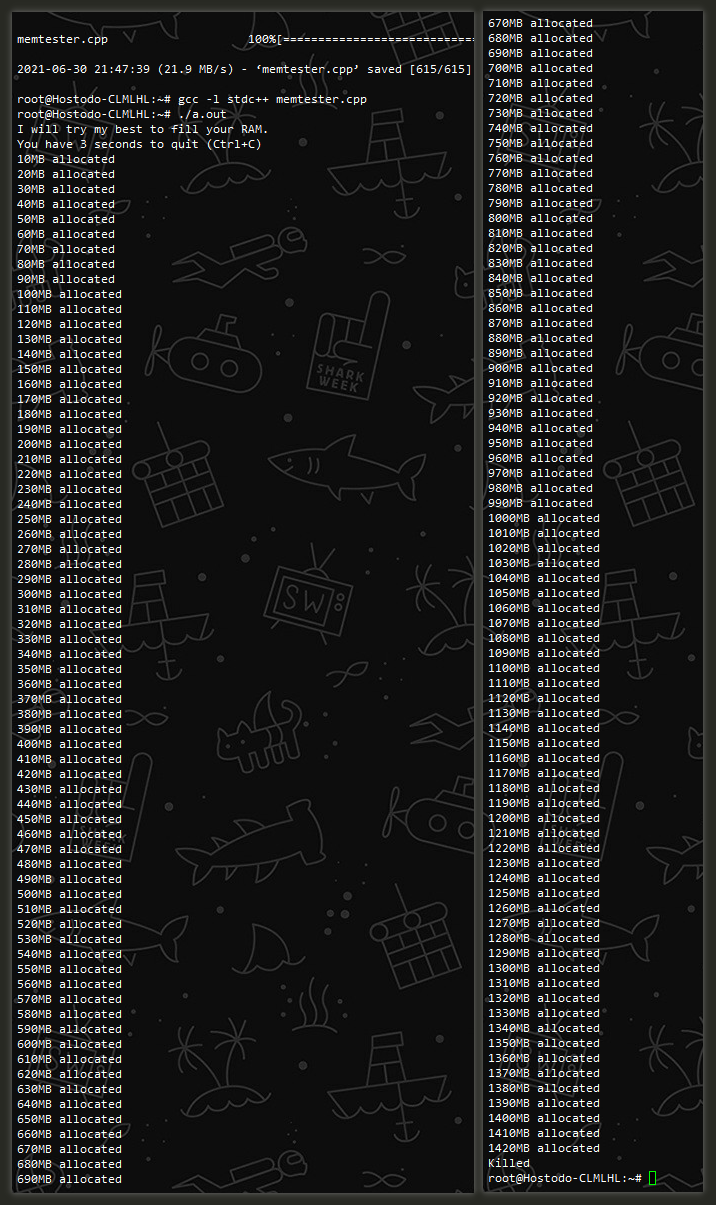 memtester.cpp 100%[============================
2021-06-30 21:47:39 (21.9 MB/s) - ‘memtester.cpp’ saved [615/615]
root@Hostodo-CLMLHL:~# gcc -l stdc++ memtester.cpp
root@Hostodo-CLMLHL:~# ./a.out
I will try my best to fill your RAM.
You have 3 seconds to quit (Ctrl+C)
10MB allocated
20MB allocated
30MB allocated
40MB allocated
50MB allocated
60MB allocated
70MB allocated
80MB allocated
90MB allocated
100MB allocated
110MB allocated
120MB allocated
130MB allocated
140MB allocated
150MB allocated
160MB allocated
170MB allocated
180MB allocated
190MB allocated
200MB allocated
210MB allocated
220MB allocated
230MB allocated
240MB allocated
250MB allocated
260MB allocated
270MB allocated
280MB allocated
290MB allocated
300MB allocated
310MB allocated
320MB allocated
330MB allocated
340MB allocated
350MB allocated
360MB allocated
370MB allocated
380MB allocated
390MB allocated
400MB allocated
410MB allocated
420MB allocated
430MB allocated
440MB allocated
450MB allocated
460MB allocated
470MB allocated
480MB allocated
490MB allocated
500MB allocated
510MB allocated
520MB allocated
530MB allocated
540MB allocated
550MB allocated
560MB allocated
570MB allocated
580MB allocated
590MB allocated
600MB allocated
610MB allocated
620MB allocated
630MB allocated
640MB allocated
650MB allocated
660MB allocated
670MB allocated
680MB allocated
690MB allocated
670MB allocated
680MB allocated
690MB allocated
700MB allocated
710MB allocated
720MB allocated
730MB allocated
740MB allocated
750MB allocated
760MB allocated
770MB allocated
780MB allocated
790MB allocated
800MB allocated
810MB allocated
820MB allocated
830MB allocated
840MB allocated
850MB allocated
860MB allocated
870MB allocated
880MB allocated
890MB allocated
900MB allocated
910MB allocated
920MB allocated
930MB allocated
940MB allocated
950MB allocated
960MB allocated
970MB allocated
980MB allocated
990MB allocated
1000MB allocated
1010MB allocated
1020MB allocated
1030MB allocated
1040MB allocated
1050MB allocated
1060MB allocated
1070MB allocated
1080MB allocated
1090MB allocated
1100MB allocated
1110MB allocated
1120MB allocated
1130MB allocated
1140MB allocated
1150MB allocated
1160MB allocated
1170MB allocated
1180MB allocated
1190MB allocated
1200MB allocated
1210MB allocated
1220MB allocated
1230MB allocated
1240MB allocated
1250MB allocated
1260MB allocated
1270MB allocated
1280MB allocated
1290MB allocated
1300MB allocated
1310MB allocated
1320MB allocated
1330MB allocated
1340MB allocated
1350MB allocated
1360MB allocated
1370MB allocated
1380MB allocated
1390MB allocated
1400MB allocated
1410MB allocated
1420MB allocated
Killed
root@Hostodo-CLMLHL:~#
SHARK
WEEK
SW